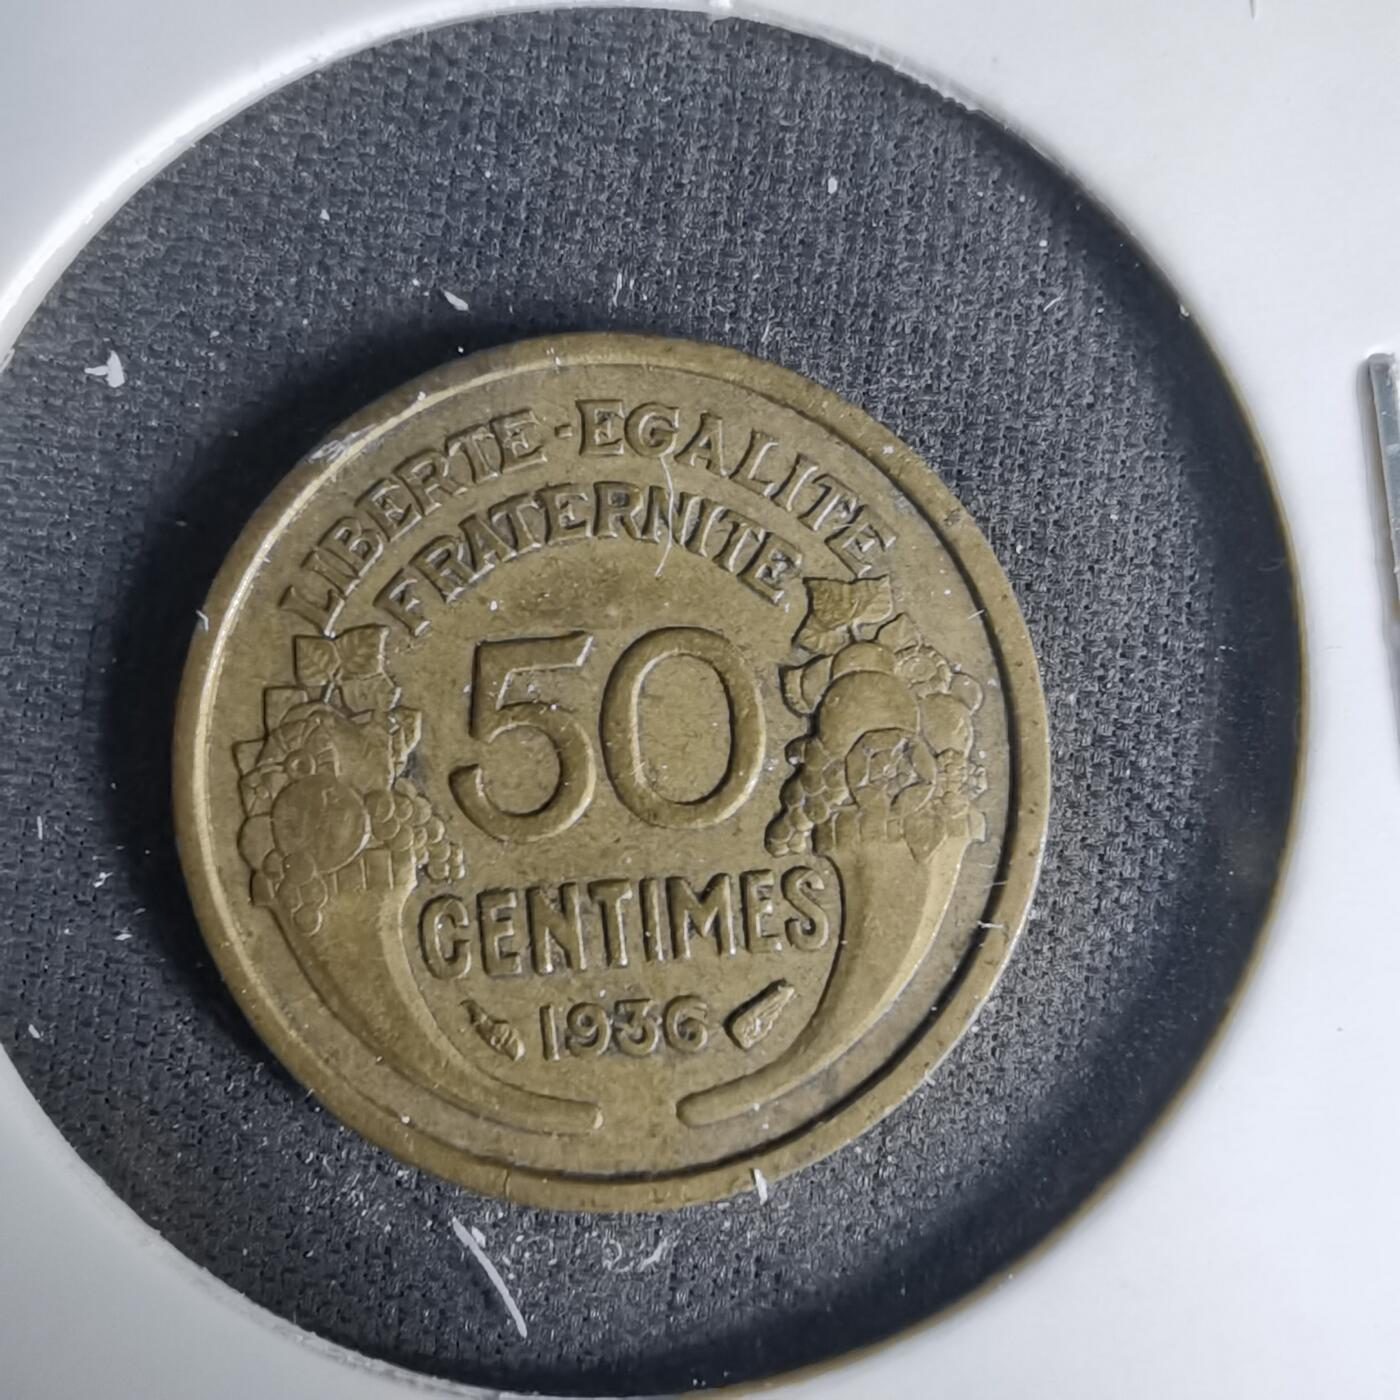 LIBERTE·EGALITE
FRATERNITE
50
CENTIMES
1936